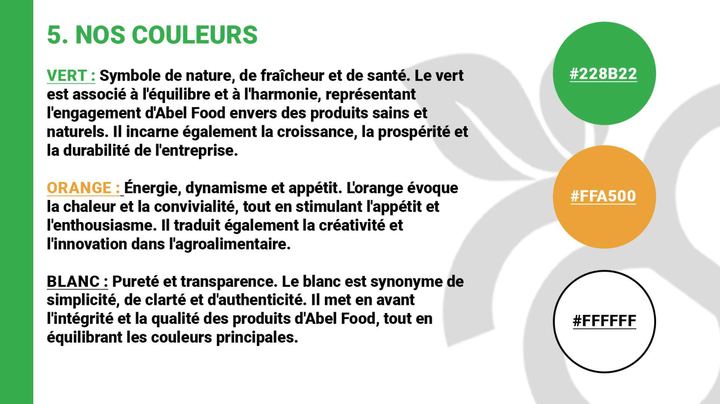 5. NOS COULEURS
VERT : Symbole de nature, de fraîcheur et de santé. Le vert
est associé à l'équilibre et à l'harmonie, représentant
l'engagement d'Abel Food envers des produits sains et
naturels. Il incarne également la croissance, la prospérité et
la durabilité de l'entreprise.
ORANGE : Énergie, dynamisme et appétit. L'orange évoque
la chaleur et la convivialité, tout en stimulant l'appétit et
l'enthousiasme. Il traduit également la créativité et
l'innovation dans l'agroalimentaire.
BLANC : Pureté et transparence. Le blanc est synonyme de
simplicité, de clarté et d'authenticité. Il met en avant
l'intégrité et la qualité des produits d'Abel Food, tout en
équilibrant les couleurs principales.
#228B22
#FFA500
#FFFFFF